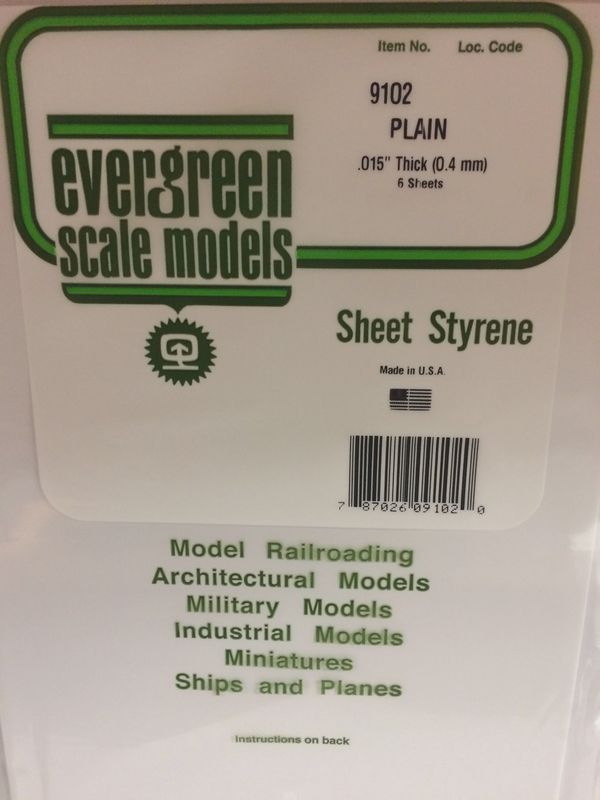 Item No. Loc. Code
9102
PLAIN
.015" Thick (0.4 mm)
6 Sheets
evergreen
scale models
Sheet Styrene
Made in U.S.A.
7 87026 09102 0
Model Railroading
Architectural Models
Military Models
Industrial Models
Miniatures
Ships and Planes
Instructions on back